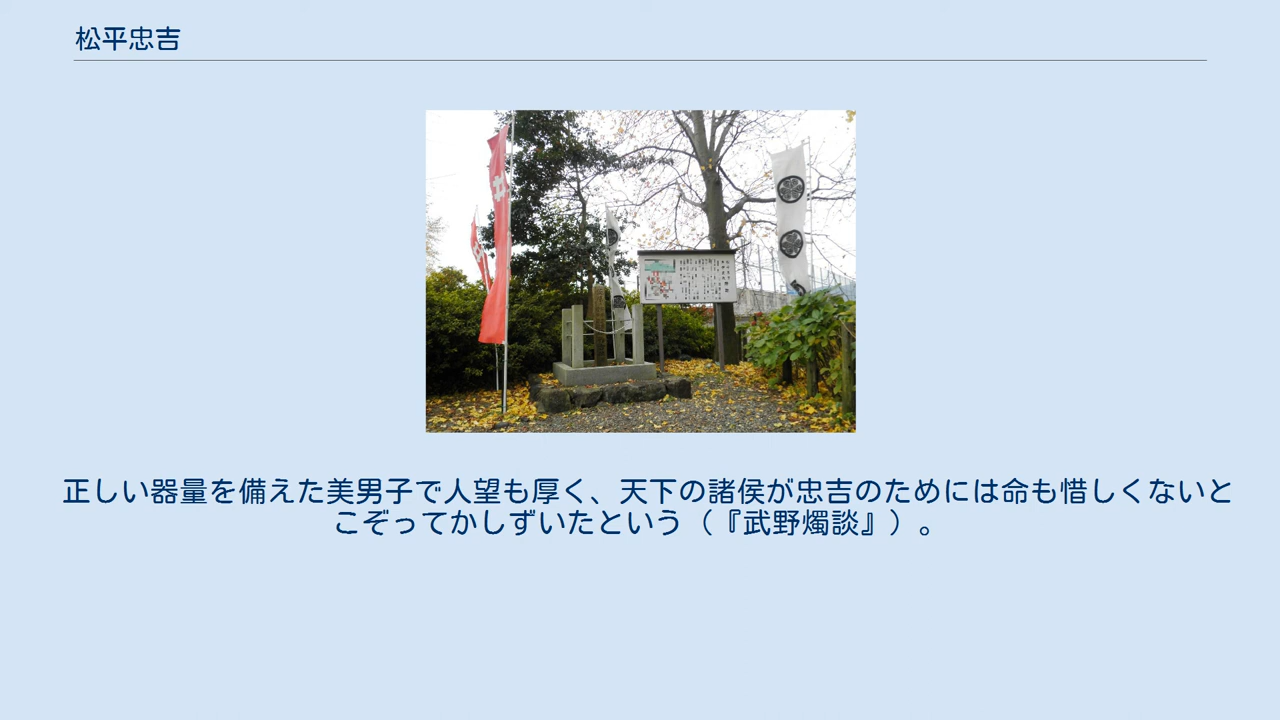 松平忠吉
正しい器量を備えた美男子で人望も厚く、天下の諸侯が忠吉のためには命も惜しくないと
こぞってかしずいたという（『武野燭談』）。